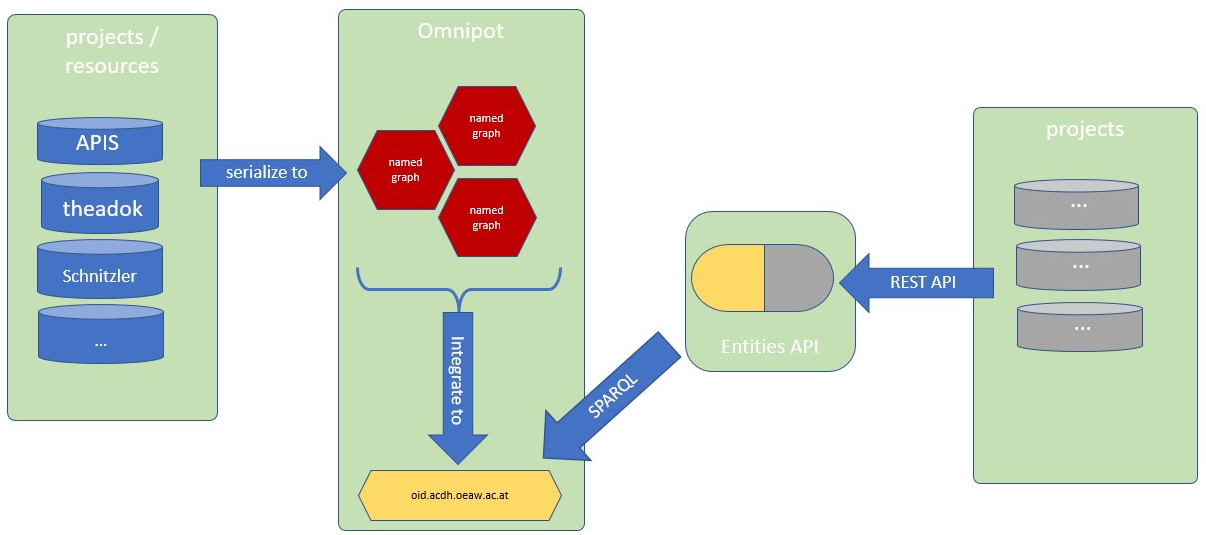 projects /
resources
APIS
theadok
Schnitzler
...
serialize to
Omnipot
named
graph
named
graph
named
graph
Integrate to
oid.acdh.oeaw.ac.at
SPARQL
Entities API
REST API
projects
...
...
...